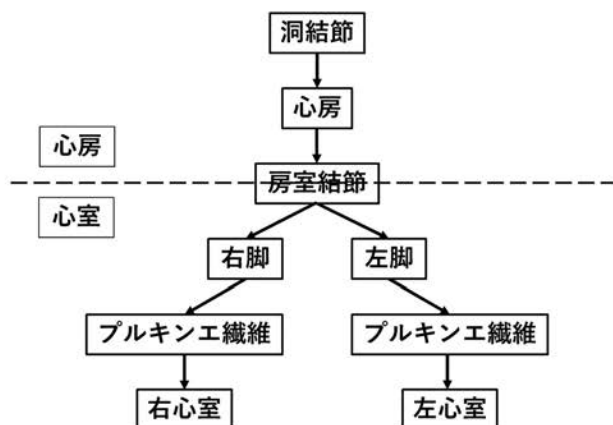 洞結節
心房
心房
房室結節
心室
右脚
左脚
プルキンエ繊維
プルキンエ繊維
右心室
左心室